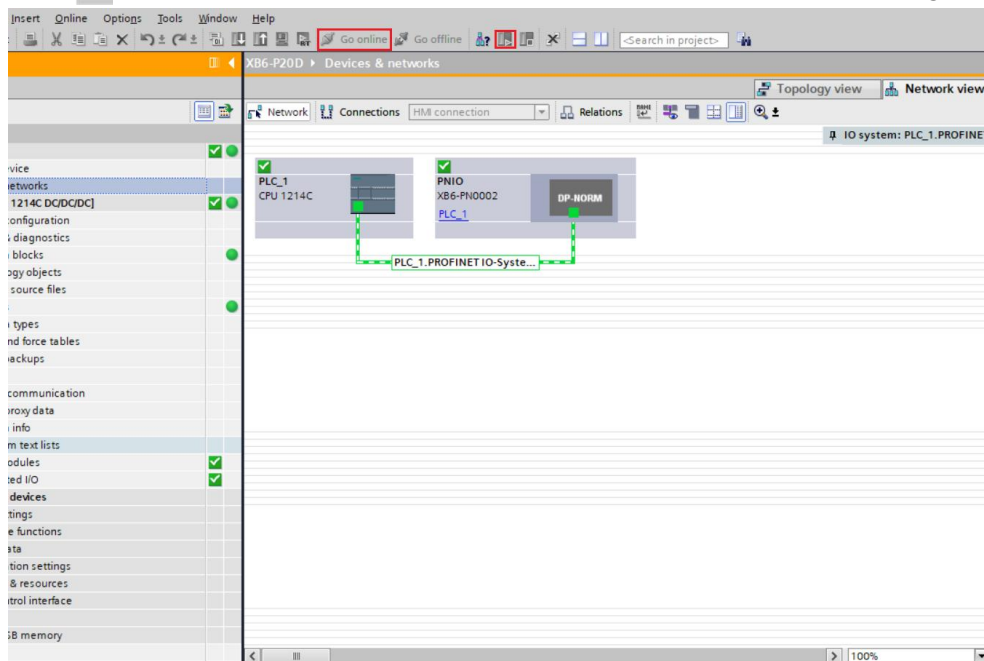 Insert Online Options Tools Window Help
Go online Go offline <Search in project>
XB6-P20D ▸ Devices & networks
Topology view Network view
Network Connections HMI connection Relations
IO system: PLC_1.PROFINE
PLC_1
CPU 1214C
PNIO
XB6-PN0002
PLC_1
DP-NORM
PLC_1.PROFINET IO-Syste...
vice
etworks
1214C DC/DC/DC]
onfiguration
diagnostics
blocks
ogy objects
source files
types
nd force tables
ackups
communication
roxy data
info
m text lists
odules
ted I/O
devices
tings
e functions
ata
tion settings
& resources
trol interface
SB memory
100%